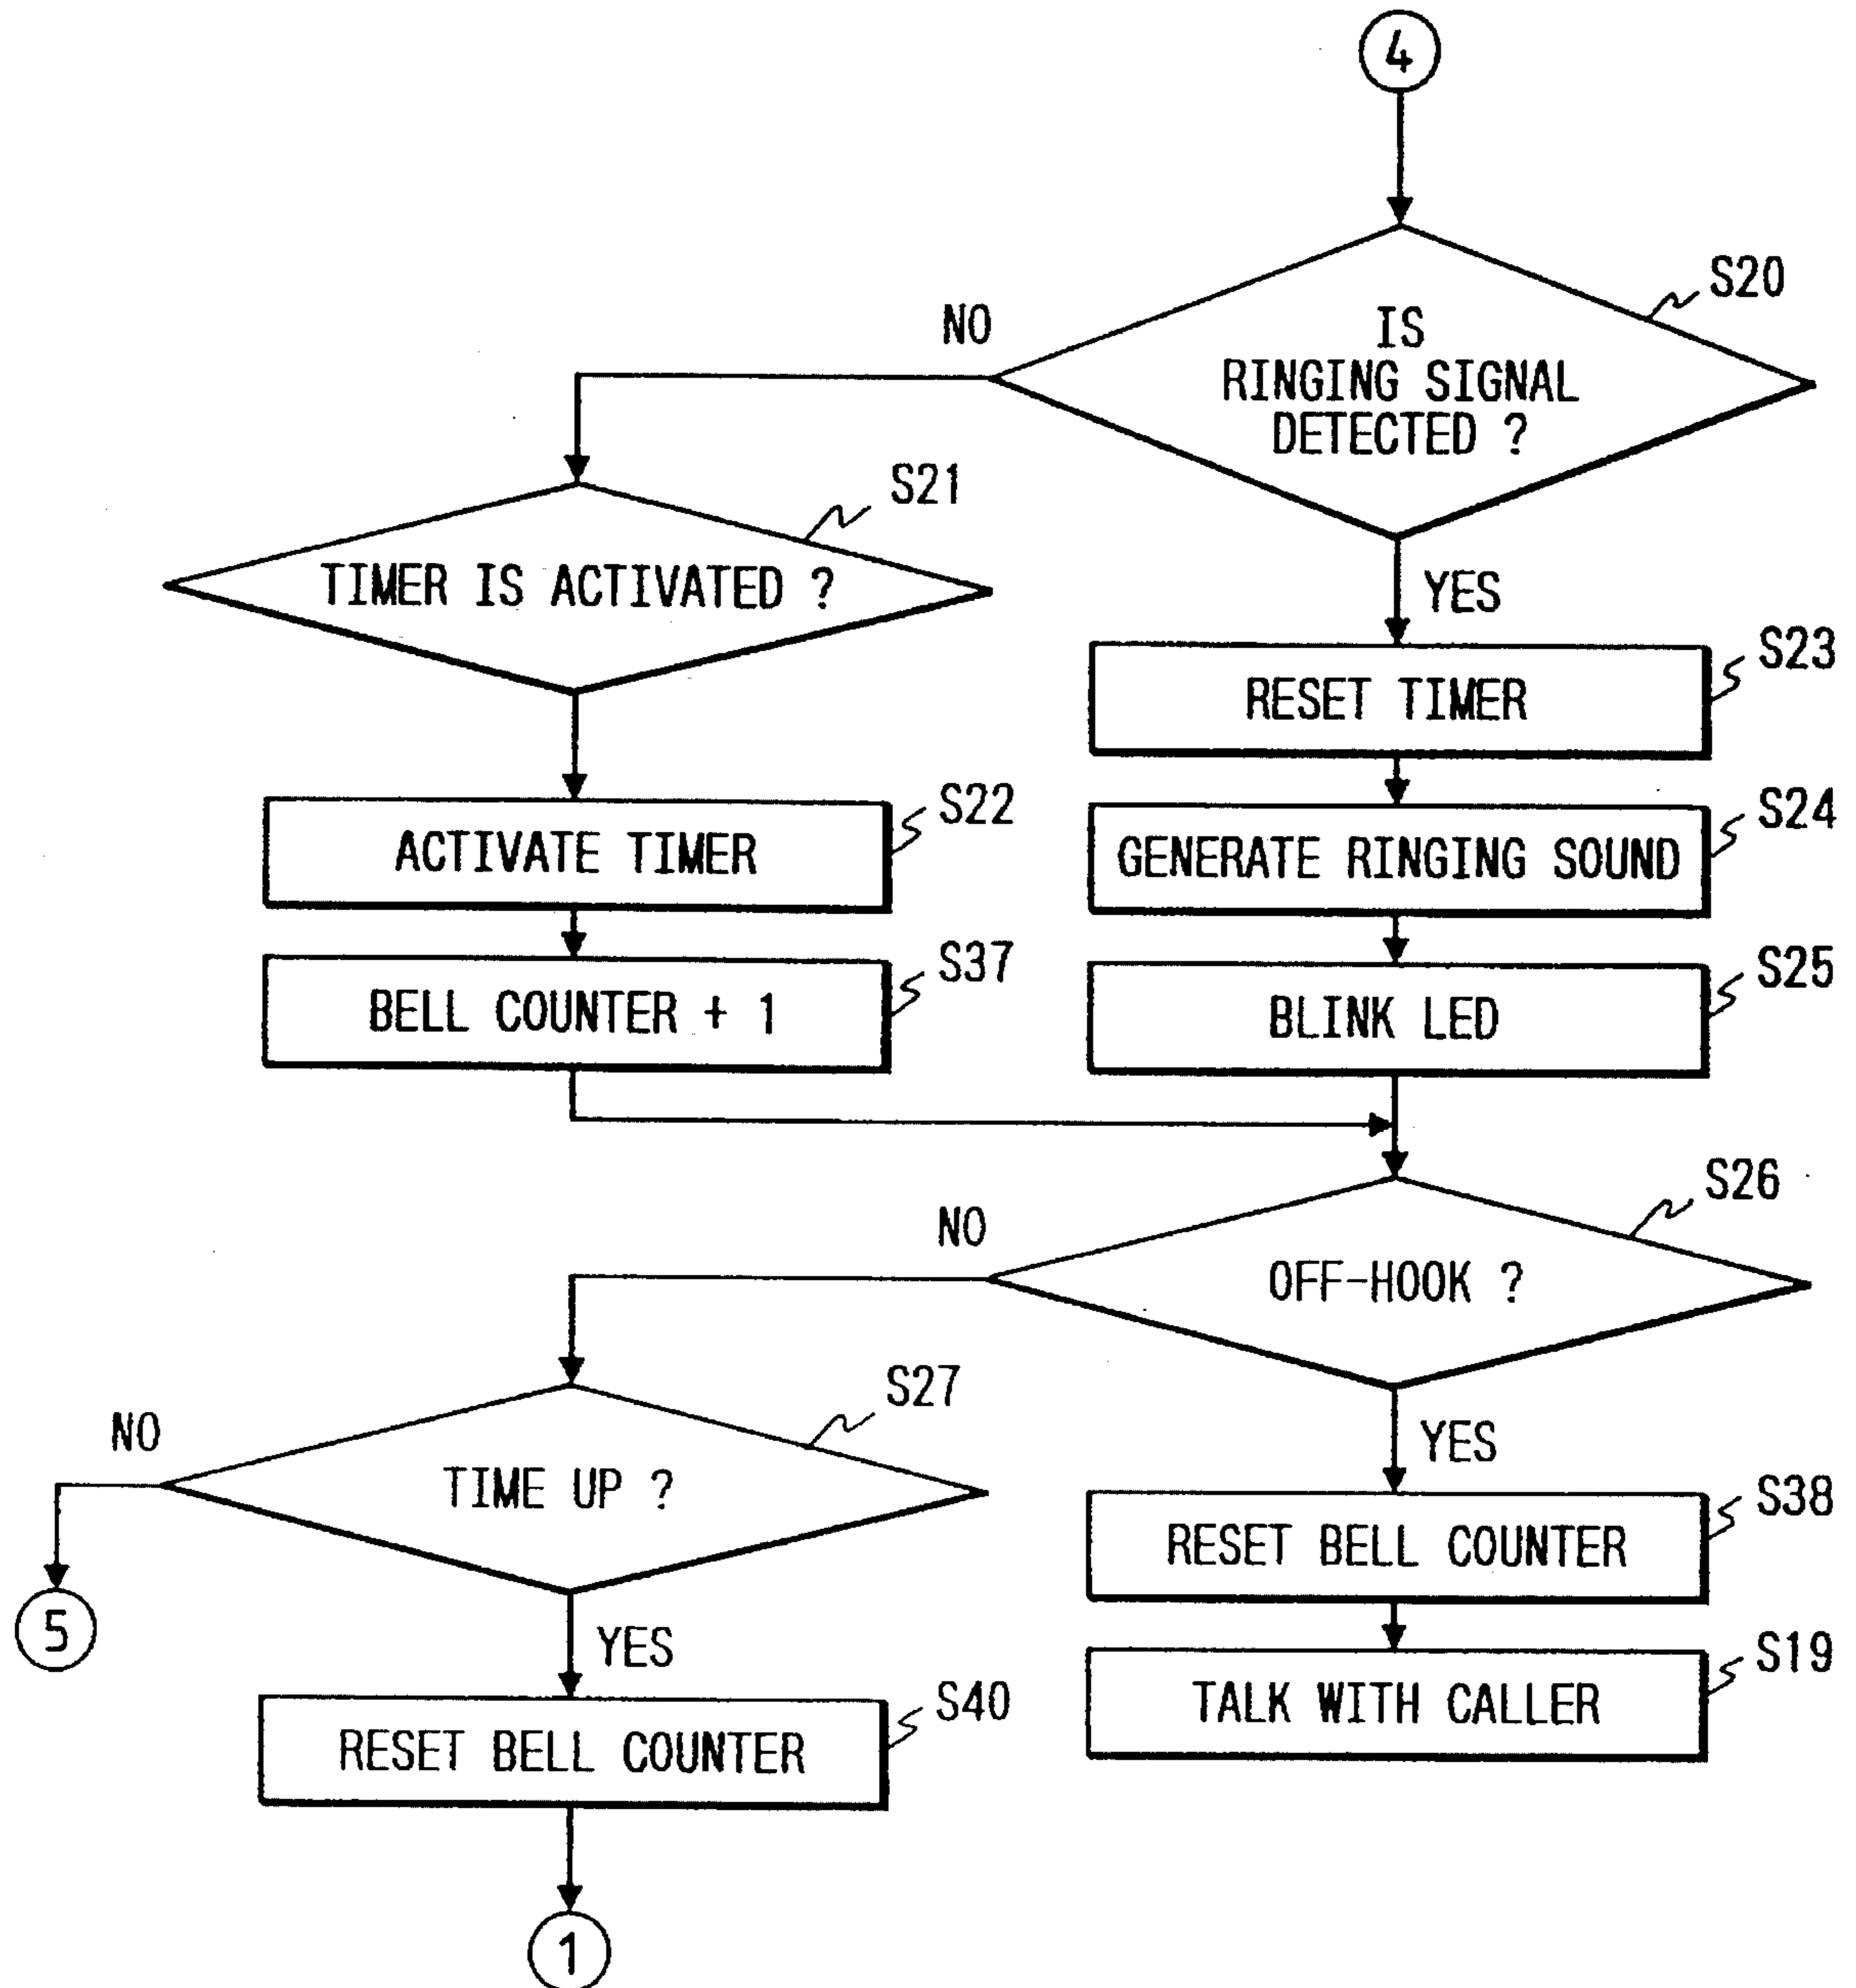 4
S20
NO
IS
RINGING SIGNAL
DETECTED ?
S21
TIMER IS ACTIVATED ?
YES
S23
RESET TIMER
S22
ACTIVATE TIMER
S24
GENERATE RINGING SOUND
S37
BELL COUNTER + 1
S25
BLINK LED
S26
NO
OFF-HOOK ?
S27
NO
TIME UP ?
YES
S38
RESET BELL COUNTER
5
YES
S19
TALK WITH CALLER
S40
RESET BELL COUNTER
1